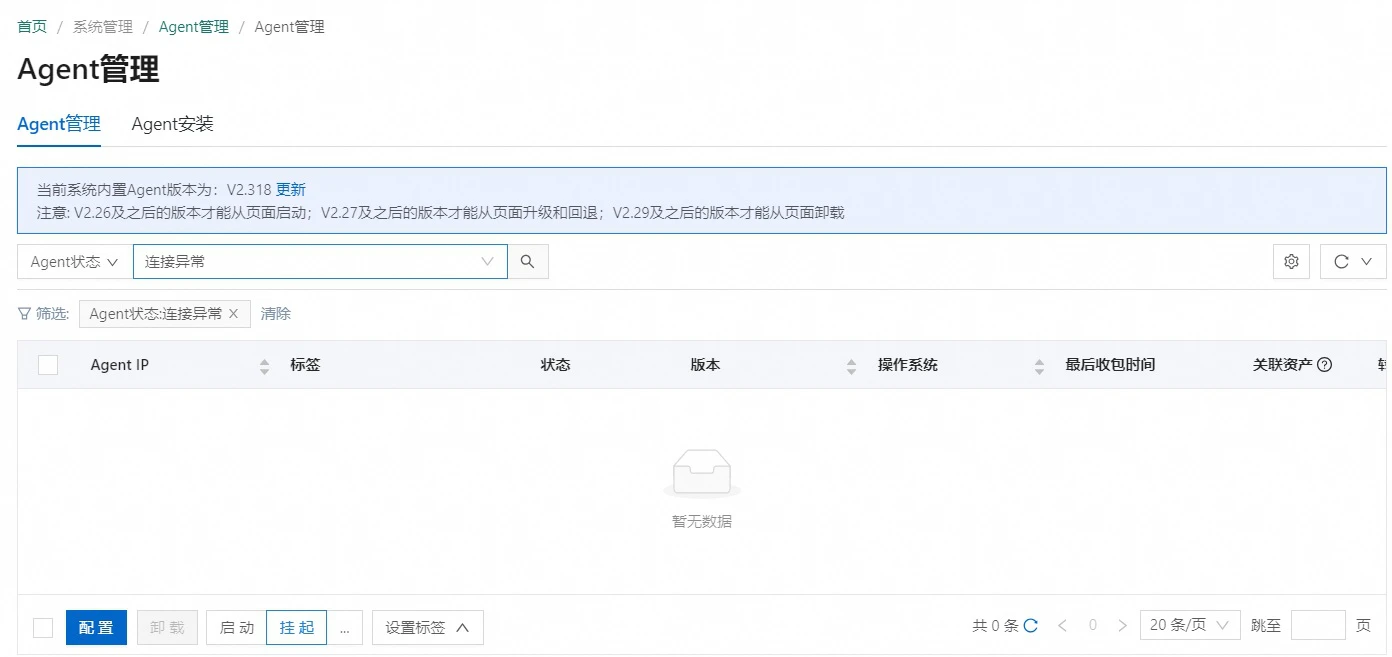 首页 / 系统管理 / Agent管理 / Agent管理
Agent管理
Agent管理 Agent安装
当前系统内置Agent版本为：V2.318 更新
注意: V2.26及之后的版本才能从页面启动；V2.27及之后的版本才能从页面升级和回退；V2.29及之后的版本才能从页面卸载
Agent状态 连接异常
筛选: Agent状态:连接异常 清除
Agent IP 标签 状态 版本 操作系统 最后收包时间 关联资产
暂无数据
配置 卸载 启动 挂起 ... 设置标签 共 0 条 0 20 条/页 跳至 页